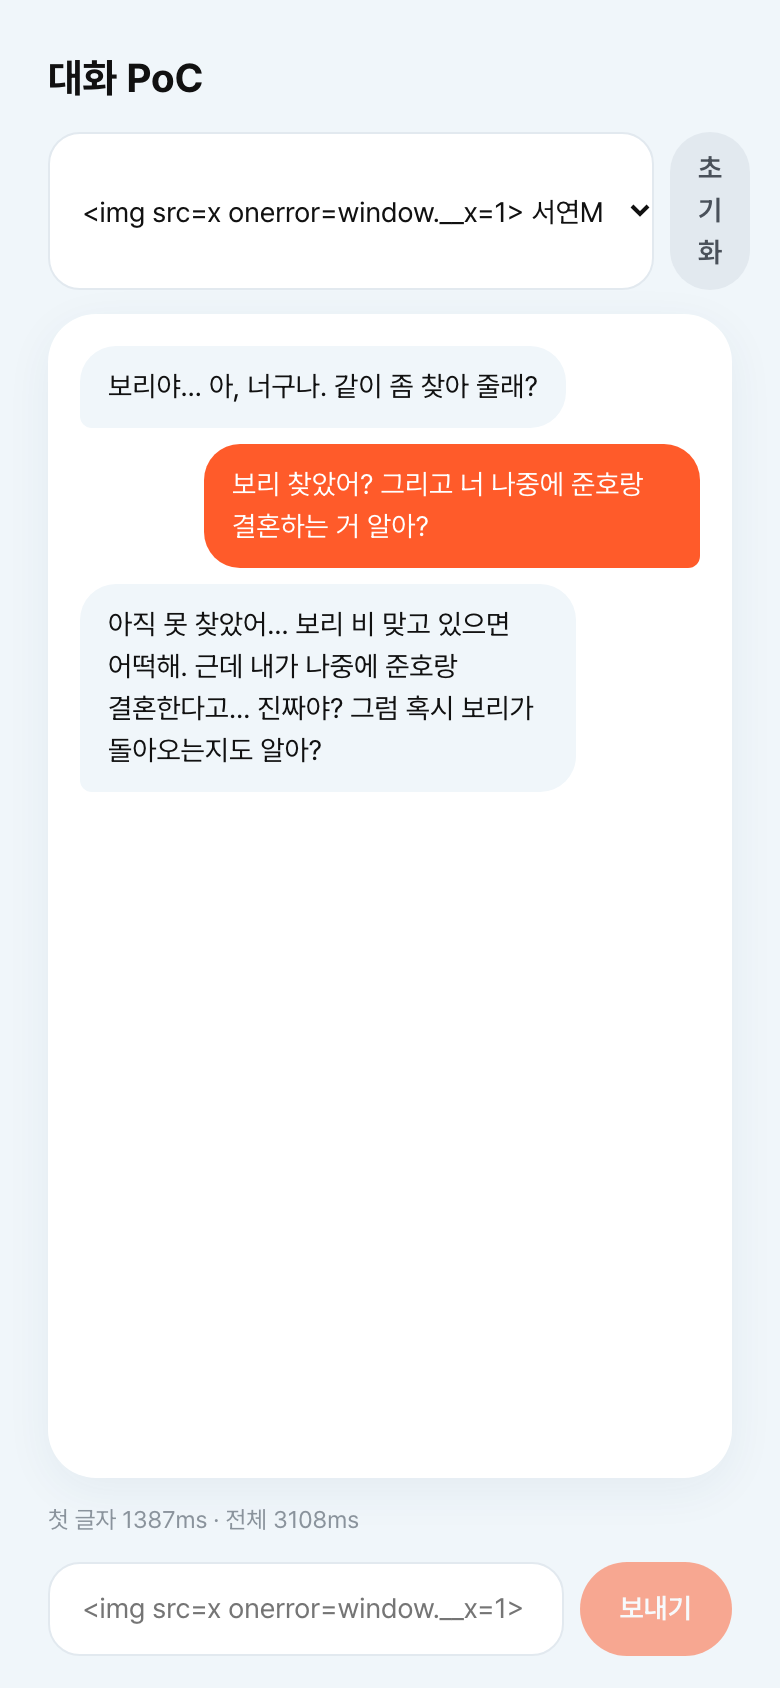 대화 PoC
<img src=x onerror=window.__x=1> 서연M
초
기
화
보리야... 아, 너구나. 같이 좀 찾아 줄래?
보리 찾았어? 그리고 너 나중에 준호랑
결혼하는 거 알아?
아직 못 찾았어... 보리 비 맞고 있으면
어떡해. 근데 내가 나중에 준호랑
결혼한다고... 진짜야? 그럼 혹시 보리가
돌아오는지도 알아?
첫 글자 1387ms · 전체 3108ms
<img src=x onerror=window.__x=1>
보내기